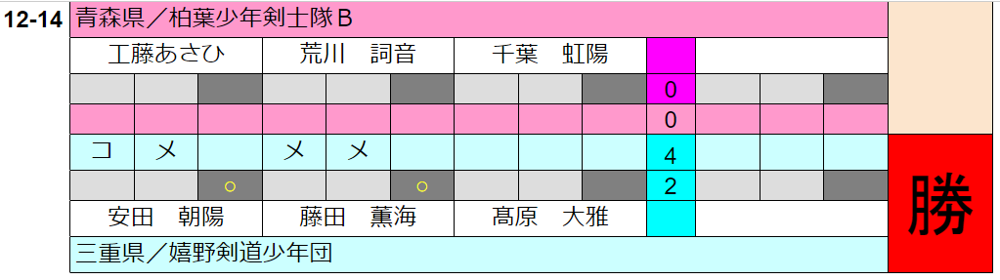 12-14 青森県／柏葉少年剣士隊Ｂ
工藤あさひ 荒川　詞音 千葉　虹陽
0
0
コ メ メ メ 4
○ ○ 2
安田　朝陽 藤田　薫海 髙原　大雅
三重県／嬉野剣道少年団
勝